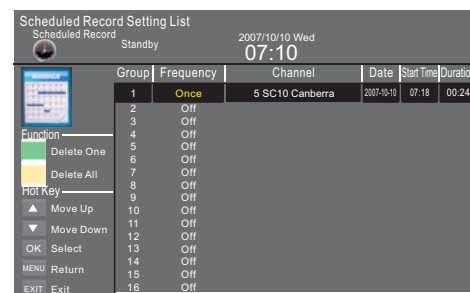 Scheduled Record Setting List
Scheduled Record
Standby
2007/10/10 Wed
07:10
SCHEDULE
Group Frequency Channel Date Start Time Duratio
1 Once 5 SC10 Canberra 2007-10-10 07:18 00:24
2 Off
3 Off
4 Off
5 Off
6 Off
7 Off
8 Off
9 Off
10 Off
11 Off
12 Off
13 Off
14 Off
15 Off
16 Off
Function
Delete One
Delete All
Hot Key
Move Up
Move Down
OK Select
MENU Return
EXIT Exit